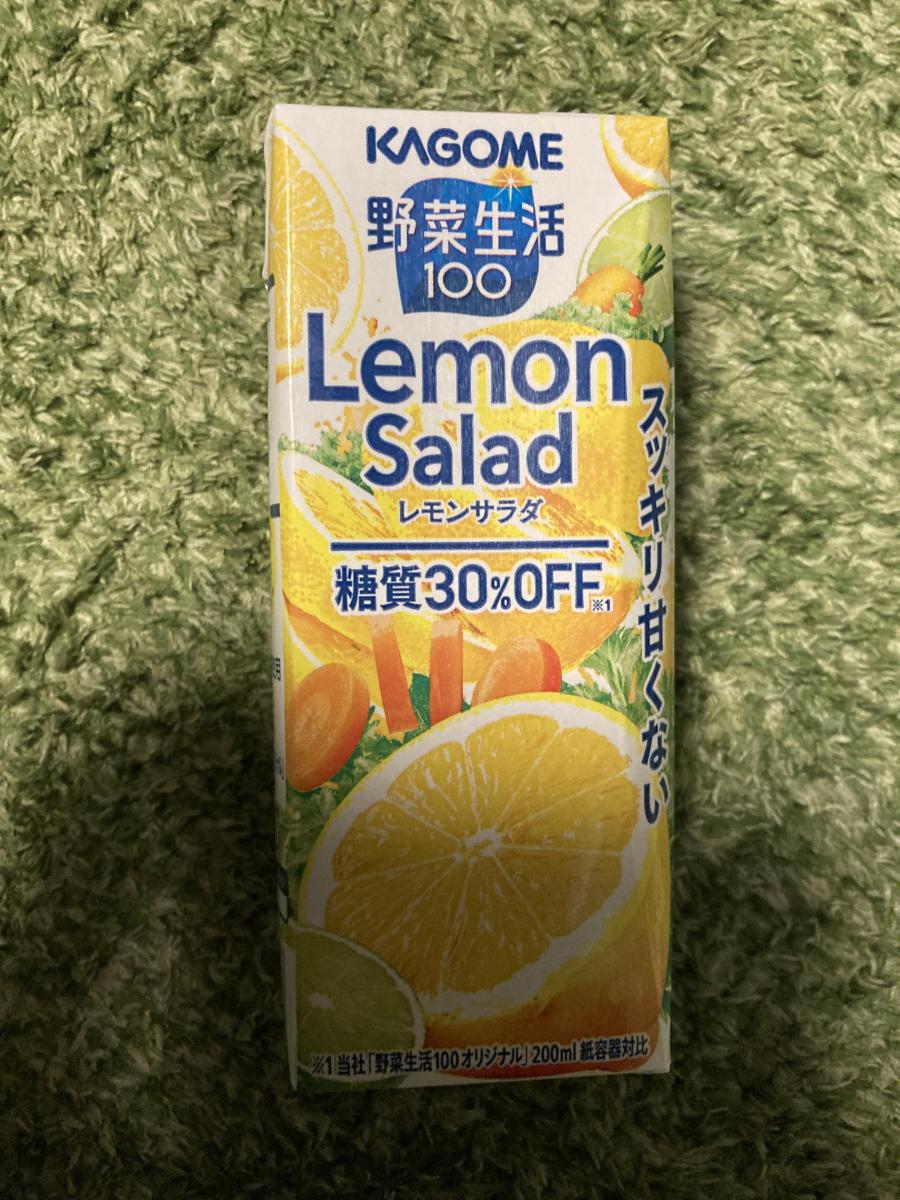 KAGOME
野菜生活
100
Lemon
Salad
レモンサラダ
糖質30%OFF※1
スッキリ甘くない
※1 当社「野菜生活100オリジナル」200ml 紙容器対比